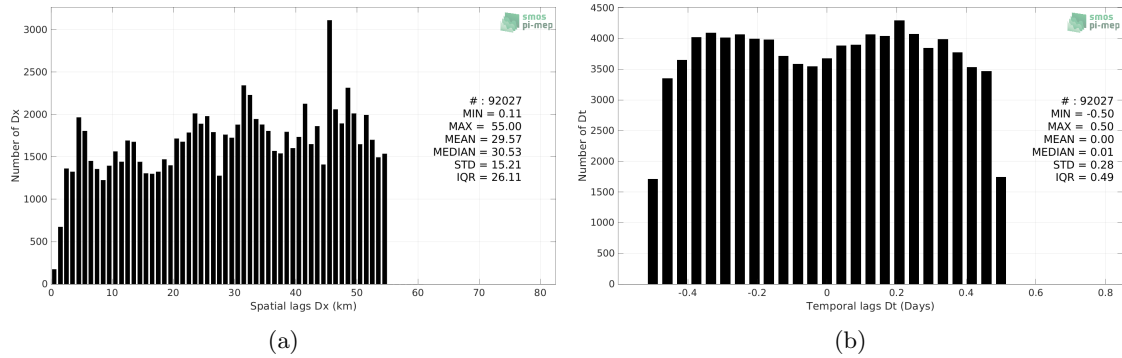 3000
2500
2000
1500
1000
500
0
Number of Dx
0 10 20 30 40 50 60 70 80
Spatial lags Dx (km)
smos
pi-mep
# : 92027
MIN = 0.11
MAX = 55.00
MEAN = 29.57
MEDIAN = 30.53
STD = 15.21
IQR = 26.11
(a)
4500
4000
3500
3000
2500
2000
1500
1000
500
0
Number of Dt
-0.4 -0.2 0 0.2 0.4 0.6 0.8
Temporal lags Dt (Days)
smos
pi-mep
# : 92027
MIN = -0.50
MAX = 0.50
MEAN = 0.00
MEDIAN = 0.01
STD = 0.28
IQR = 0.49
(b)